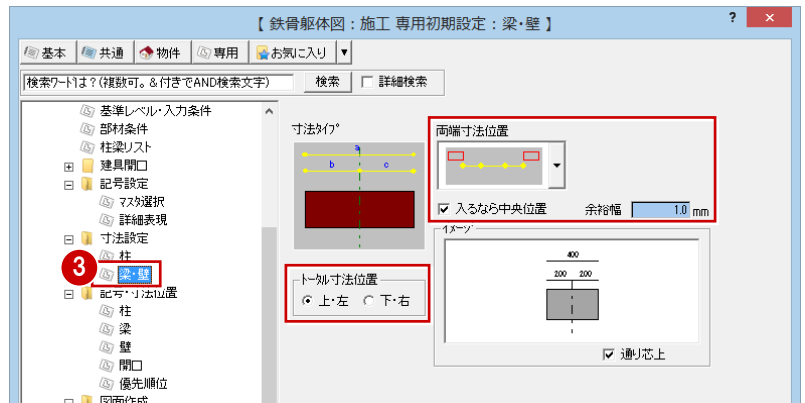 【 鉄骨躯体図：施工 専用初期設定：梁・壁 】
? ×
基本 共通 物件 専用 お気に入り ▼
検索ワードは？(複数可。＆付きでAND検索文字) 検索 詳細検索
基準レベル・入力条件
部材条件
柱梁リスト
建具開口
記号設定
マスタ選択
詳細表現
寸法設定
柱
3 梁・壁
記号・寸法位置
柱
梁
壁
開口
優先順位
図面作成
寸法タイプ
a
b c
トータル寸法位置
上・左 下・右
両端寸法位置
入るなら中央位置 余裕幅 1.0 mm
イメージ
400
200 200
通り芯上